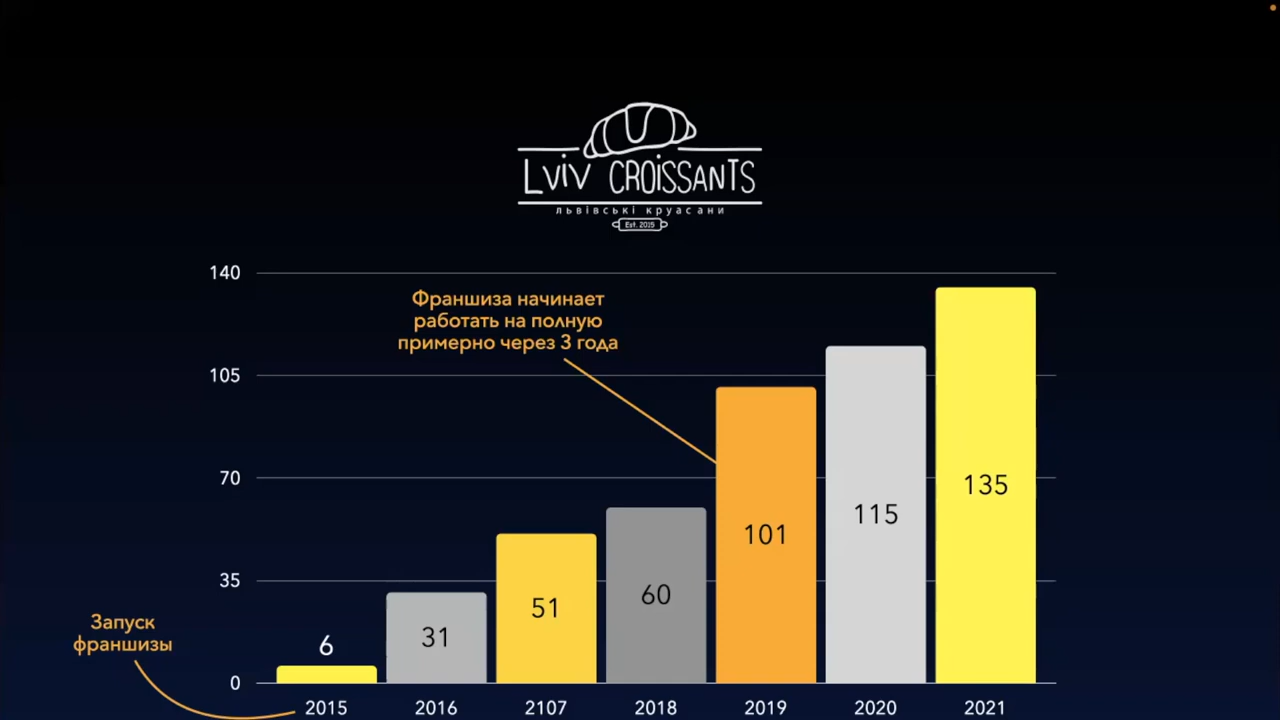 Lviv CROISSANTS
львівські круасани
Est. 2015
140
Франшиза начинает
работать на полную
примерно через 3 года
105
70
35
0
Запуск
франшизы
6
31
51
60
101
115
135
2015
2016
2107
2018
2019
2020
2021